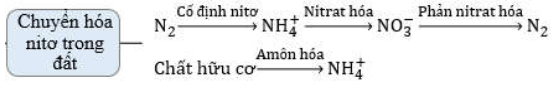 Chuyển hóa
nitơ trong
đất
N₂ —Cố định nitơ→ NH₄⁺ —Nitrat hóa→ NO₃⁻ —Phản nitrat hóa→ N₂
Chất hữu cơ —Amôn hóa→ NH₄⁺